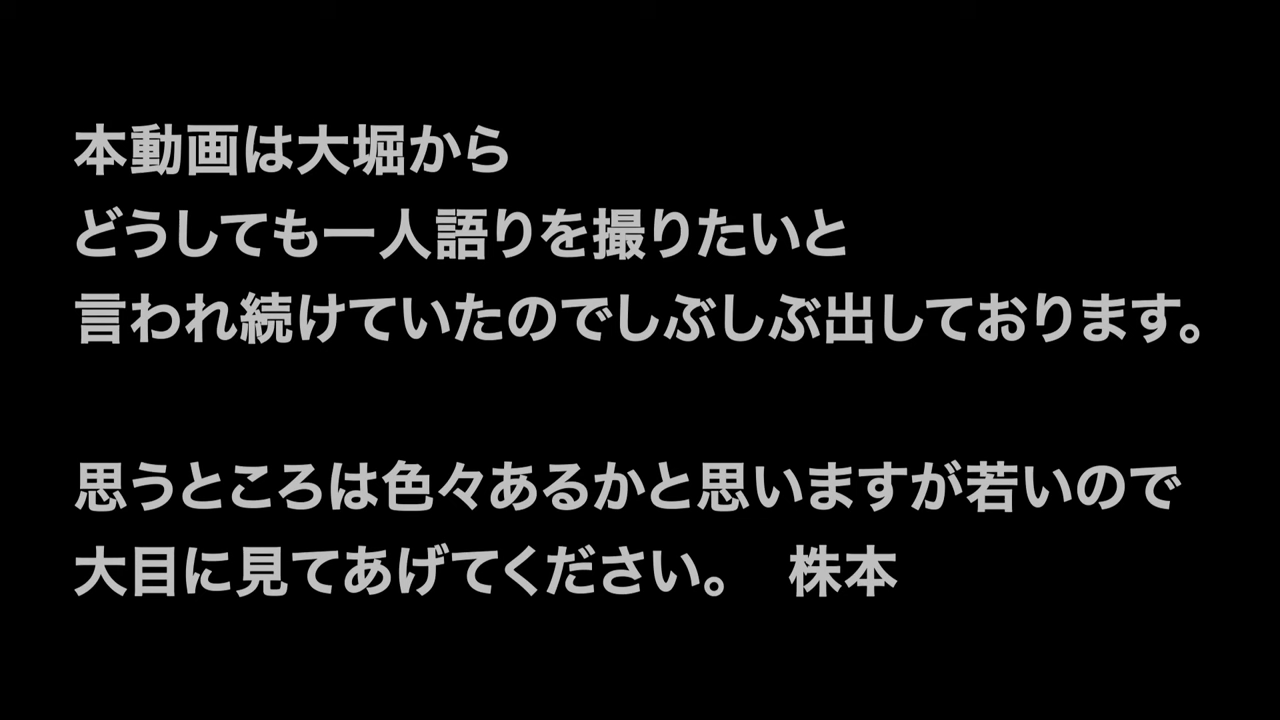 本動画は大堀から
どうしても一人語りを撮りたいと
言われ続けていたのでしぶしぶ出しております。
思うところは色々あるかと思いますが若いので
大目に見てあげてください。　株本